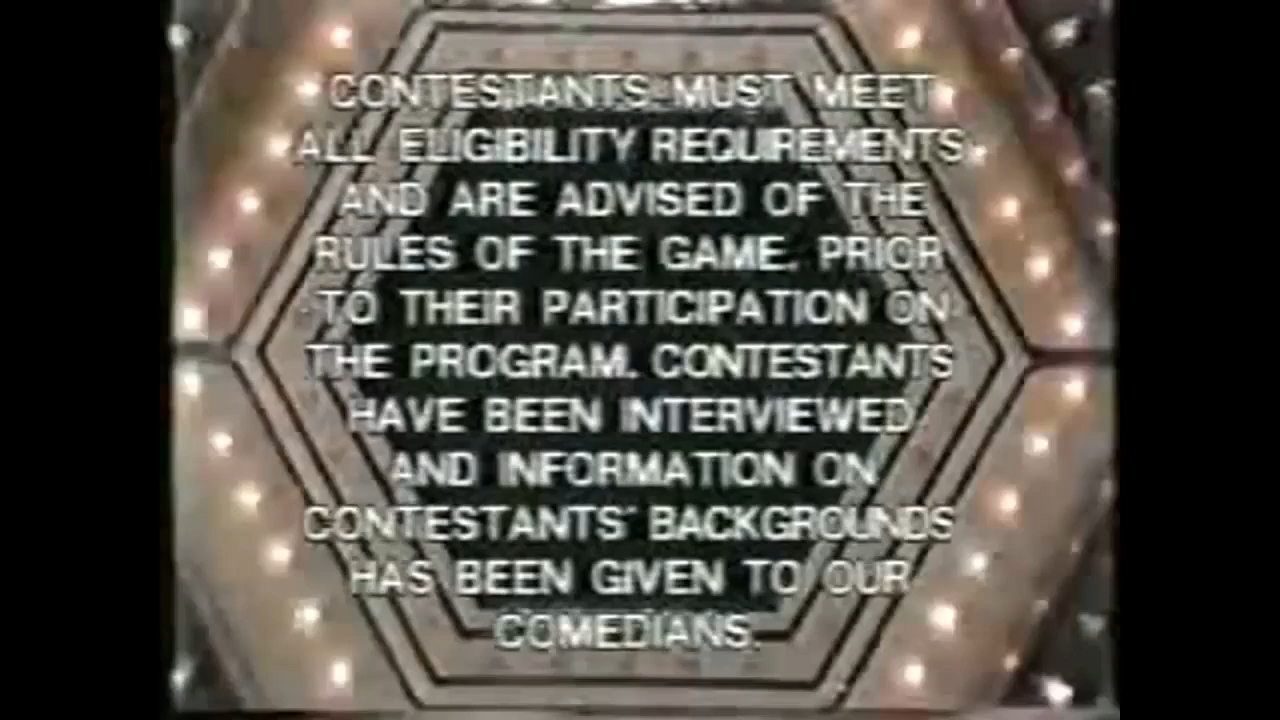 CONTESTANTS MUST MEET
ALL ELIGIBILITY REQUIREMENTS
AND ARE ADVISED OF THE
RULES OF THE GAME. PRIOR
TO THEIR PARTICIPATION ON
THE PROGRAM. CONTESTANTS
HAVE BEEN INTERVIEWED
AND INFORMATION ON
CONTESTANTS' BACKGROUNDS
HAS BEEN GIVEN TO OUR
COMEDIANS.